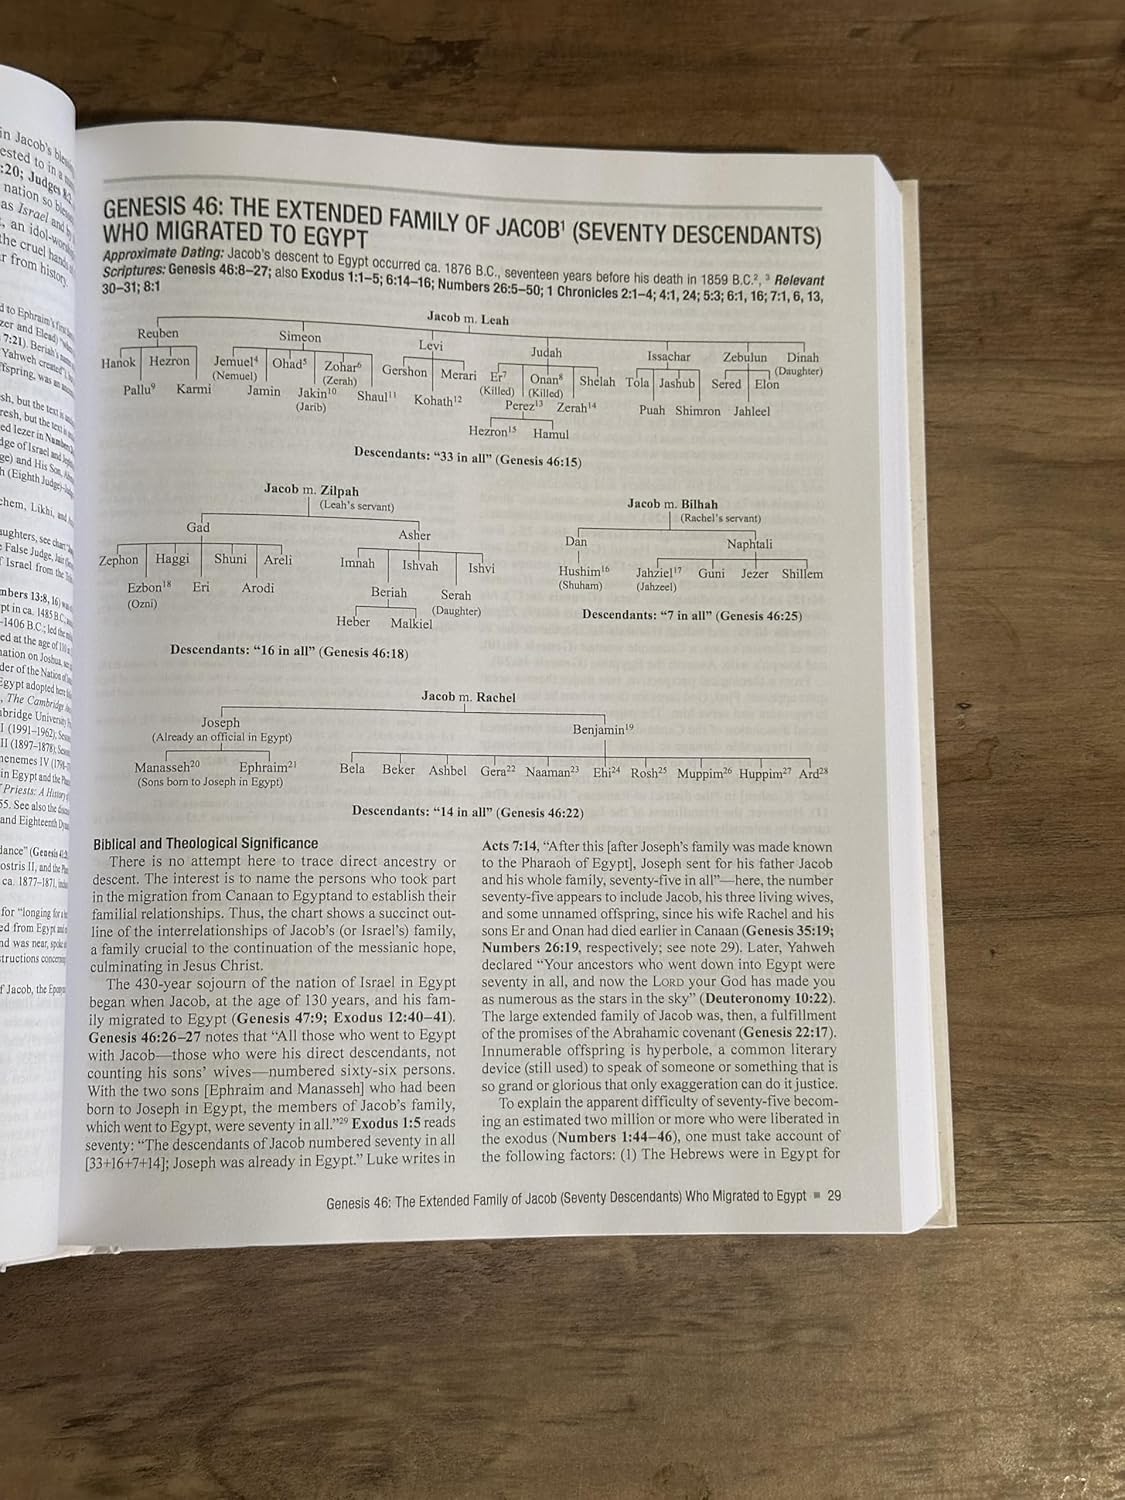 in Jacob's
:20; Judges
nation so
as Israel and
, an
the cruel
r from history.
GENESIS 46: THE EXTENDED FAMILY OF JACOB¹ (SEVENTY DESCENDANTS)
WHO MIGRATED TO EGYPT
Approximate Dating: Jacob's descent to Egypt occurred ca. 1876 B.C., seventeen years before his death in 1859 B.C.², ³ Relevant
Scriptures: Genesis 46:8–27; also Exodus 1:1–5; 6:14–16; Numbers 26:5–50; 1 Chronicles 2:1–4; 4:1, 24; 5:3; 6:1, 16; 7:1, 6, 13,
30–31; 8:1
Jacob m. Leah
Reuben Simeon Levi Judah Issachar Zebulun Dinah
(Daughter)
Hanok Hezron Jemuel⁴ Ohad⁵ Zohar⁶ Gershon Merari Er⁷ Onan⁸ Shelah Tola Jashub Sered Elon
(Nemuel) (Zerah) (Killed) (Killed)
Pallu⁹ Karmi Jamin Jakin¹⁰ Shaul¹¹ Kohath¹² Perez¹³ Zerah¹⁴ Puah Shimron Jahleel
(Jarib)
Hezron¹⁵ Hamul
Descendants: “33 in all” (Genesis 46:15)
Jacob m. Zilpah
(Leah's servant)
Gad Asher
Zephon Haggi Shuni Areli Imnah Ishvah Ishvi
Ezbon¹⁸ Eri Arodi Beriah Serah
(Ozni) (Daughter)
Heber Malkiel
Descendants: “16 in all” (Genesis 46:18)
Jacob m. Bilhah
(Rachel's servant)
Dan Naphtali
Hushim¹⁶ Jahziel¹⁷ Guni Jezer Shillem
(Shuham) (Jahzeel)
Descendants: “7 in all” (Genesis 46:25)
Jacob m. Rachel
Joseph Benjamin¹⁹
(Already an official in Egypt)
Manasseh²⁰ Ephraim²¹ Bela Beker Ashbel Gera²² Naaman²³ Ehi²⁴ Rosh²⁵ Muppim²⁶ Huppim²⁷ Ard²⁸
(Sons born to Joseph in Egypt)
Descendants: “14 in all” (Genesis 46:22)
Biblical and Theological Significance
There is no attempt here to trace direct ancestry or
descent. The interest is to name the persons who took part
in the migration from Canaan to Egyptand to establish their
familial relationships. Thus, the chart shows a succinct out-
line of the interrelationships of Jacob's (or Israel's) family,
a family crucial to the continuation of the messianic hope,
culminating in Jesus Christ.
The 430-year sojourn of the nation of Israel in Egypt
began when Jacob, at the age of 130 years, and his fam-
ily migrated to Egypt (Genesis 47:9; Exodus 12:40–41).
Genesis 46:26–27 notes that “All those who went to Egypt
with Jacob—those who were his direct descendants, not
counting his sons' wives—numbered sixty-six persons.
With the two sons [Ephraim and Manasseh] who had been
born to Joseph in Egypt, the members of Jacob's family,
which went to Egypt, were seventy in all.”²⁹ Exodus 1:5 reads
seventy: “The descendants of Jacob numbered seventy in all
[33+16+7+14]; Joseph was already in Egypt.” Luke writes in
Acts 7:14, “After this [after Joseph's family was made known
to the Pharaoh of Egypt], Joseph sent for his father Jacob
and his whole family, seventy-five in all”—here, the number
seventy-five appears to include Jacob, his three living wives,
and some unnamed offspring, since his wife Rachel and his
sons Er and Onan had died earlier in Canaan (Genesis 35:19;
Numbers 26:19, respectively; see note 29). Later, Yahweh
declared “Your ancestors who went down into Egypt were
seventy in all, and now the LORD your God has made you
as numerous as the stars in the sky” (Deuteronomy 10:22).
The large extended family of Jacob was, then, a fulfillment
of the promises of the Abrahamic covenant (Genesis 22:17).
Innumerable offspring is hyperbole, a common literary
device (still used) to speak of someone or something that is
so grand or glorious that only exaggeration can do it justice.
To explain the apparent difficulty of seventy-five becom-
ing an estimated two million or more who were liberated in
the exodus (Numbers 1:44–46), one must take account of
the following factors: (1) The Hebrews were in Egypt for
Genesis 46: The Extended Family of Jacob (Seventy Descendants) Who Migrated to Egypt ▪ 29